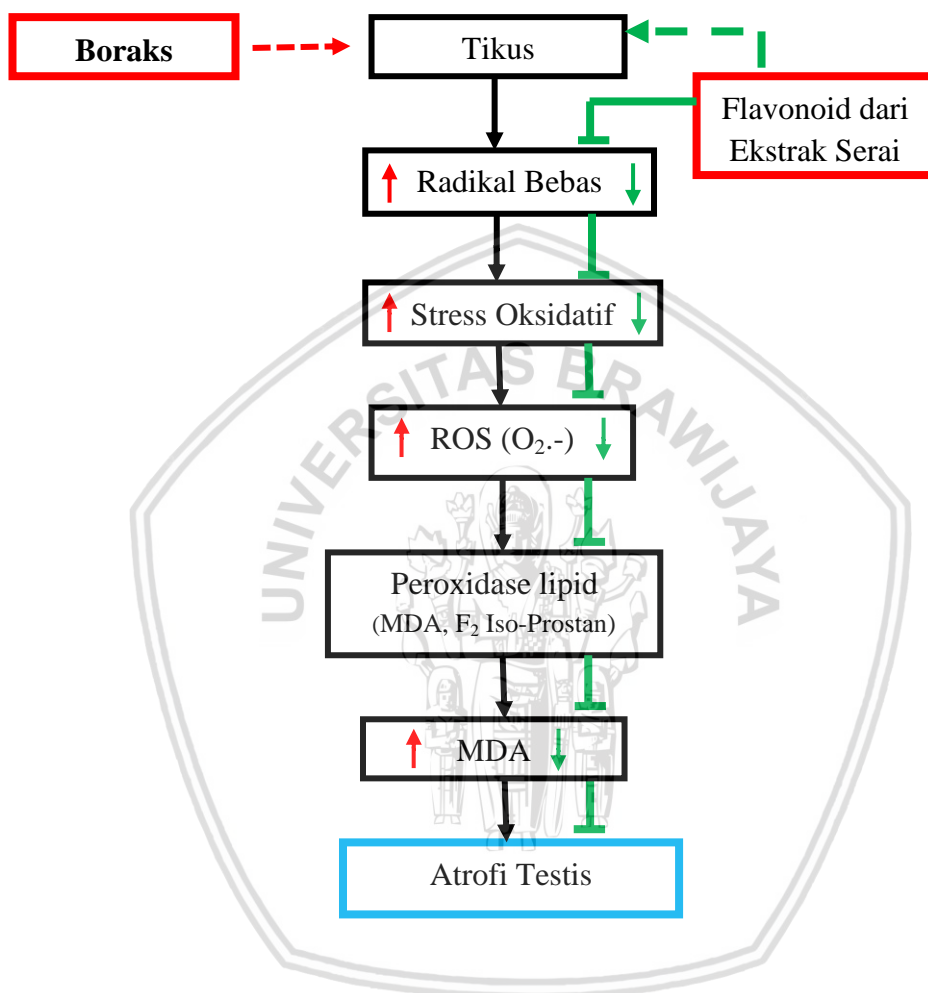 Boraks
Tikus
Flavonoid dari
Ekstrak Serai
Radikal Bebas
Stress Oksidatif
ROS (O₂.-)
Peroxidase lipid
(MDA, F₂ Iso-Prostan)
MDA
Atrofi Testis
UNIVERSITAS BRAWIJAYA